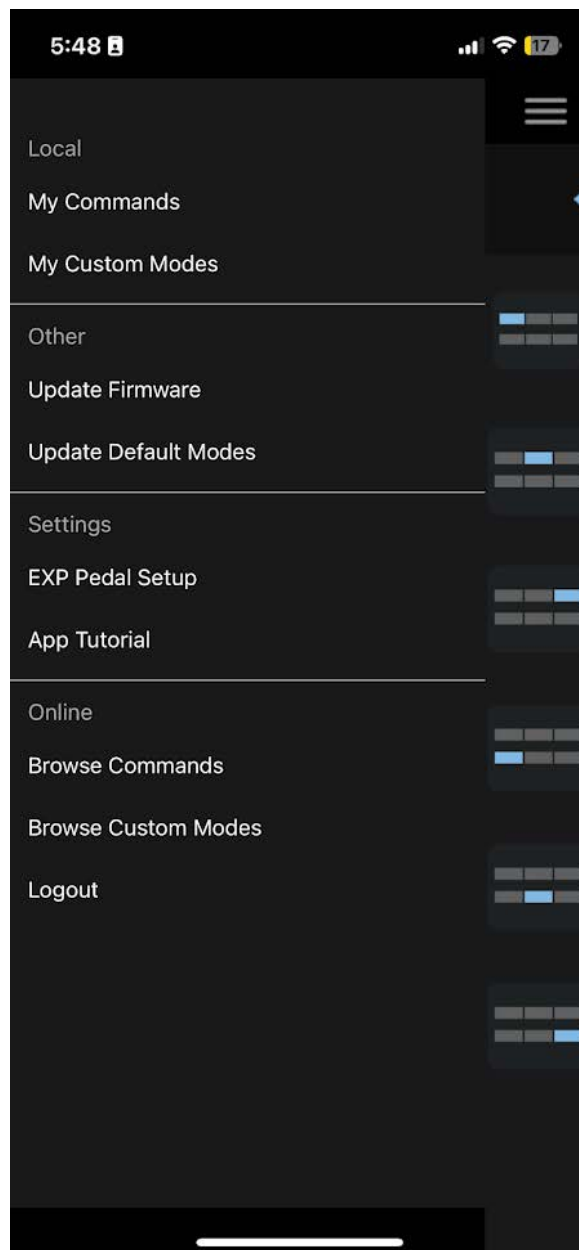 5:48
17
Local
My Commands
My Custom Modes
Other
Update Firmware
Update Default Modes
Settings
EXP Pedal Setup
App Tutorial
Online
Browse Commands
Browse Custom Modes
Logout